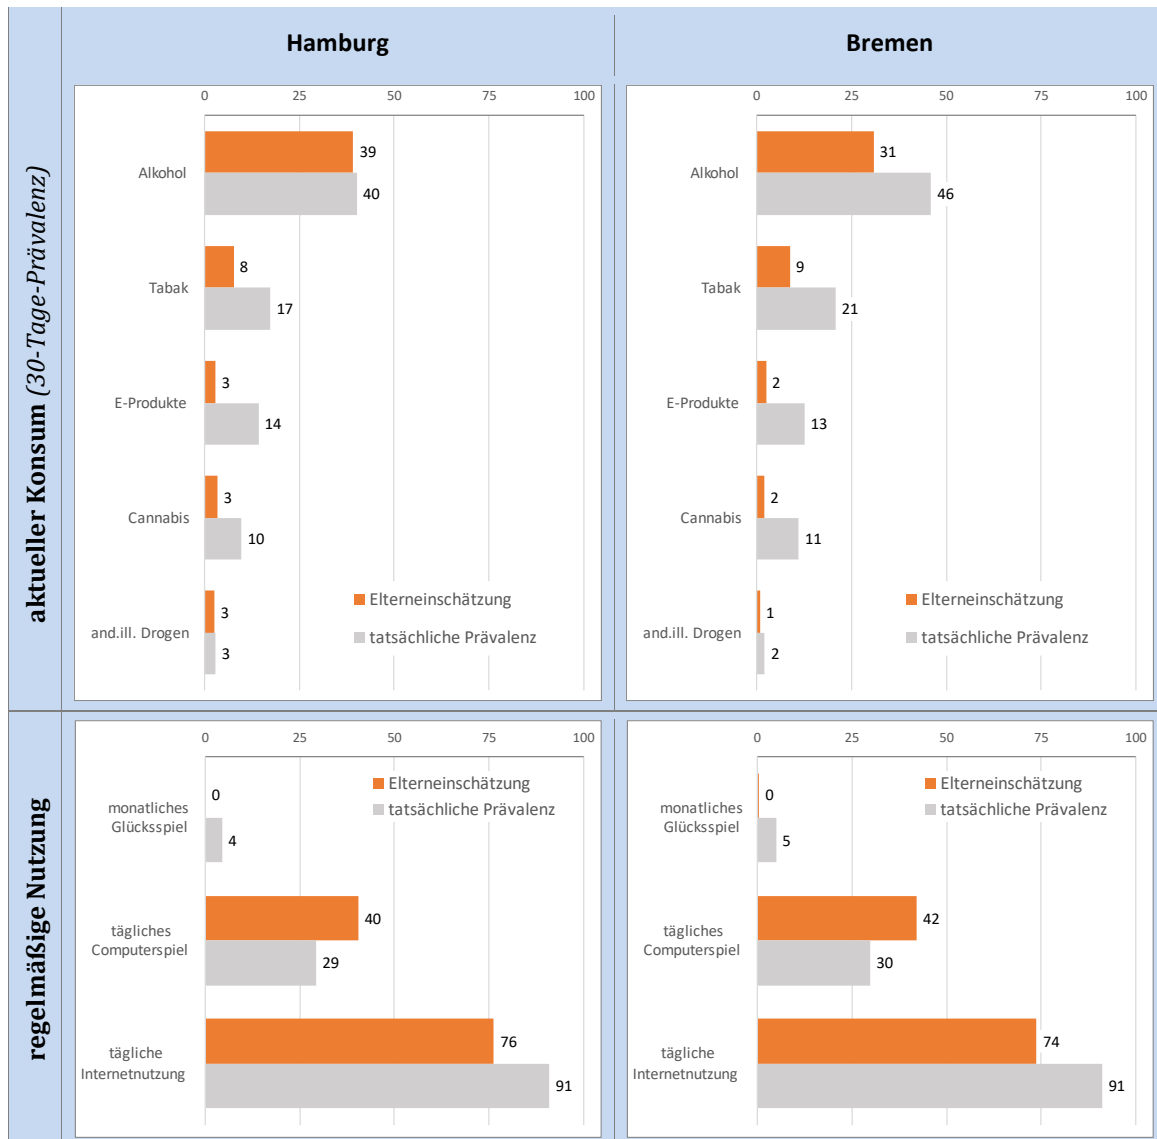 Hamburg
Bremen
aktueller Konsum (30-Tage-Prävalenz)
0 25 50 75 100
Alkohol
39
40
Tabak
8
17
E-Produkte
3
14
Cannabis
3
10
and.ill. Drogen
3
3
Elterneinschätzung
tatsächliche Prävalenz
0 25 50 75 100
Alkohol
31
46
Tabak
9
21
E-Produkte
2
13
Cannabis
2
11
and.ill. Drogen
1
2
Elterneinschätzung
tatsächliche Prävalenz
regelmäßige Nutzung
0 25 50 75 100
Elterneinschätzung
tatsächliche Prävalenz
monatliches
Glücksspiel
0
4
tägliches
Computerspiel
40
29
tägliche
Internetnutzung
76
91
0 25 50 75 100
Elterneinschätzung
tatsächliche Prävalenz
monatliches
Glücksspiel
0
5
tägliches
Computerspiel
42
30
tägliche
Internetnutzung
74
91